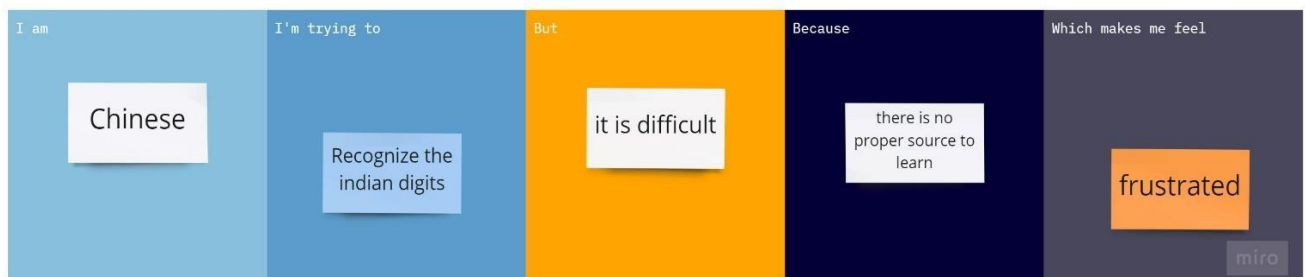 I am
Chinese
I'm trying to
Recognize the
indian digits
But
it is difficult
Because
there is no
proper source to
learn
Which makes me feel
frustrated
miro